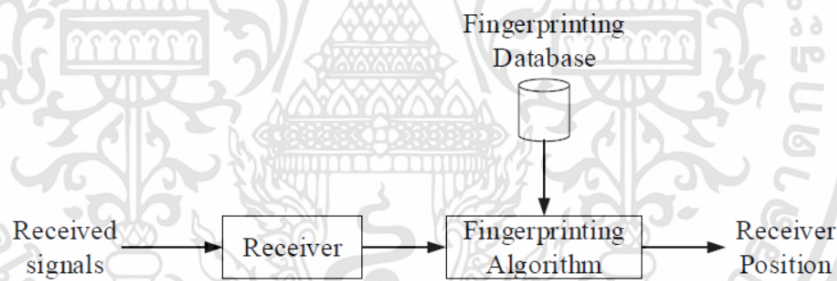 Fingerprinting
Database
Received
signals
Receiver
Fingerprinting
Algorithm
Receiver
Position